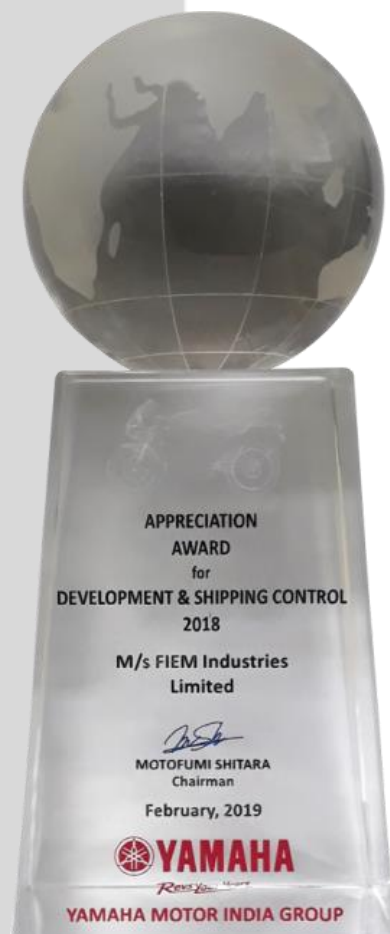 APPRECIATION
AWARD
for
DEVELOPMENT & SHIPPING CONTROL
2018
M/s FIEM Industries
Limited
MOTOFUMI SHITARA
Chairman
February, 2019
YAMAHA
YAMAHA MOTOR INDIA GROUP